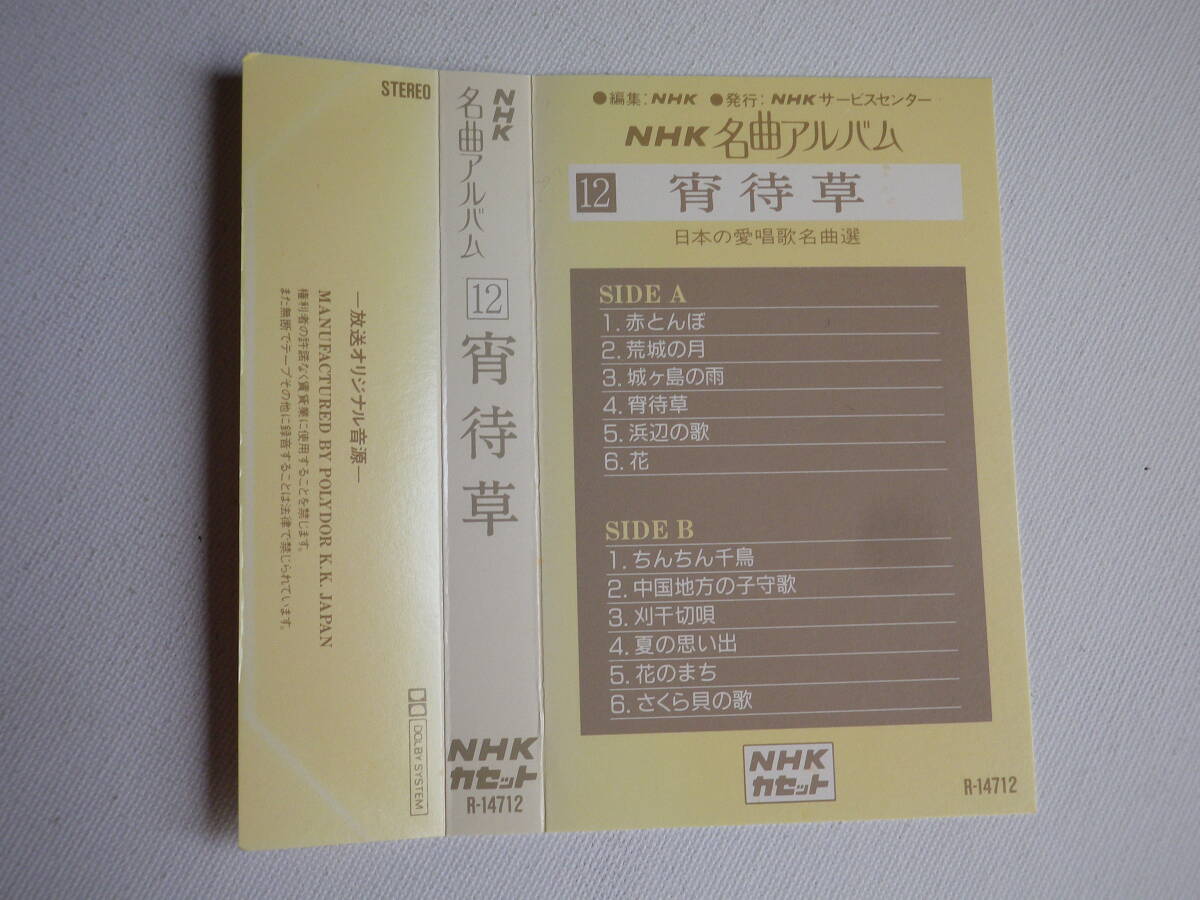 STEREO
—放送オリジナル音源—
MANUFACTURED BY POLYDOR K.K. JAPAN
権利者の許諾なく賃貸業に使用することを禁じます。
また無断でテープその他に録音することは法律で禁じられています。
DOLBY SYSTEM
NHK
名曲アルバム
12
宵待草
NHK
カセット
R-14712
●編集:NHK ●発行:NHKサービスセンター
NHK名曲アルバム
12 宵待草
日本の愛唱歌名曲選
SIDE A
1.赤とんぼ
2.荒城の月
3.城ヶ島の雨
4.宵待草
5.浜辺の歌
6.花
SIDE B
1.ちんちん千鳥
2.中国地方の子守歌
3.刈干切唄
4.夏の思い出
5.花のまち
6.さくら貝の歌
NHK
カセット
R-14712